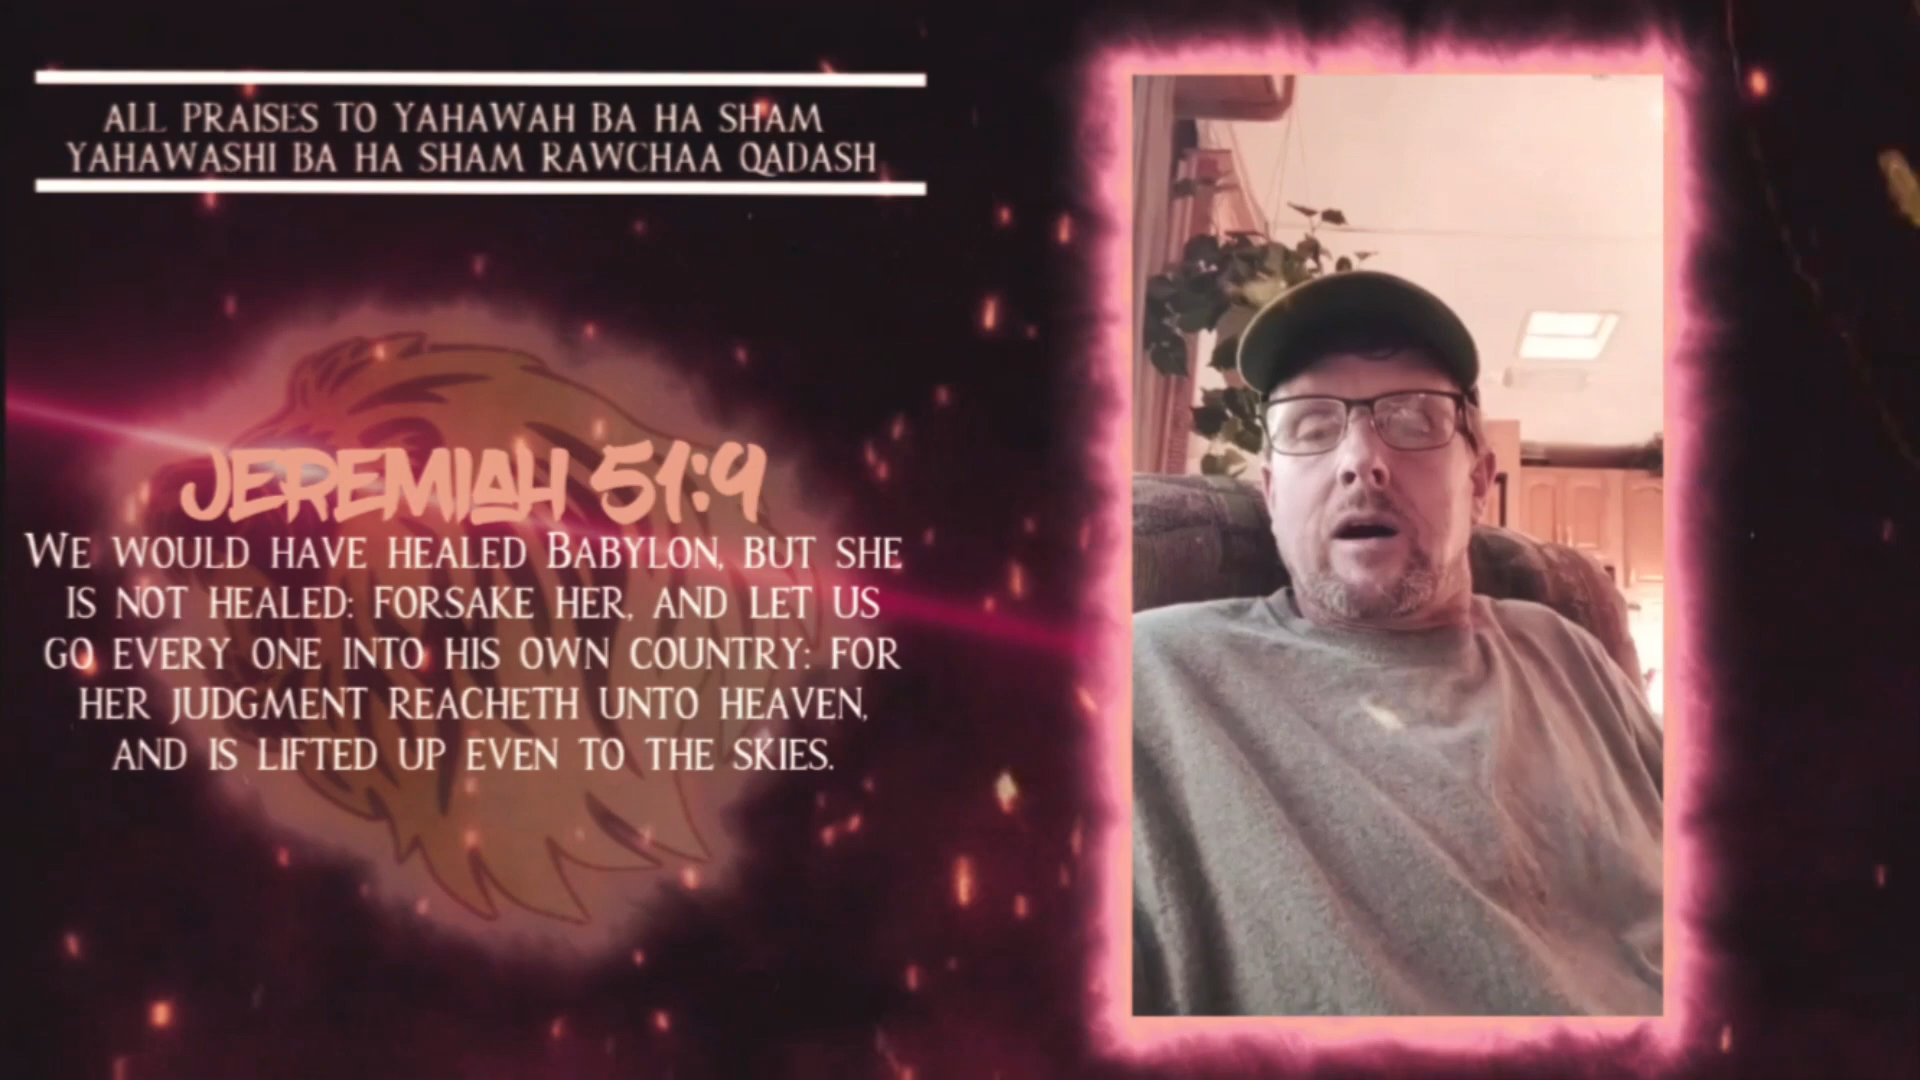 ALL PRAISES TO YAHAWAH BA HA SHAM
YAHAWASHI BA HA SHAM RAWCHAA QADASH
JEREMIAH 51:9
WE WOULD HAVE HEALED BABYLON, BUT SHE
IS NOT HEALED: FORSAKE HER, AND LET US
GO EVERY ONE INTO HIS OWN COUNTRY: FOR
HER JUDGMENT REACHETH UNTO HEAVEN,
AND IS LIFTED UP EVEN TO THE SKIES.